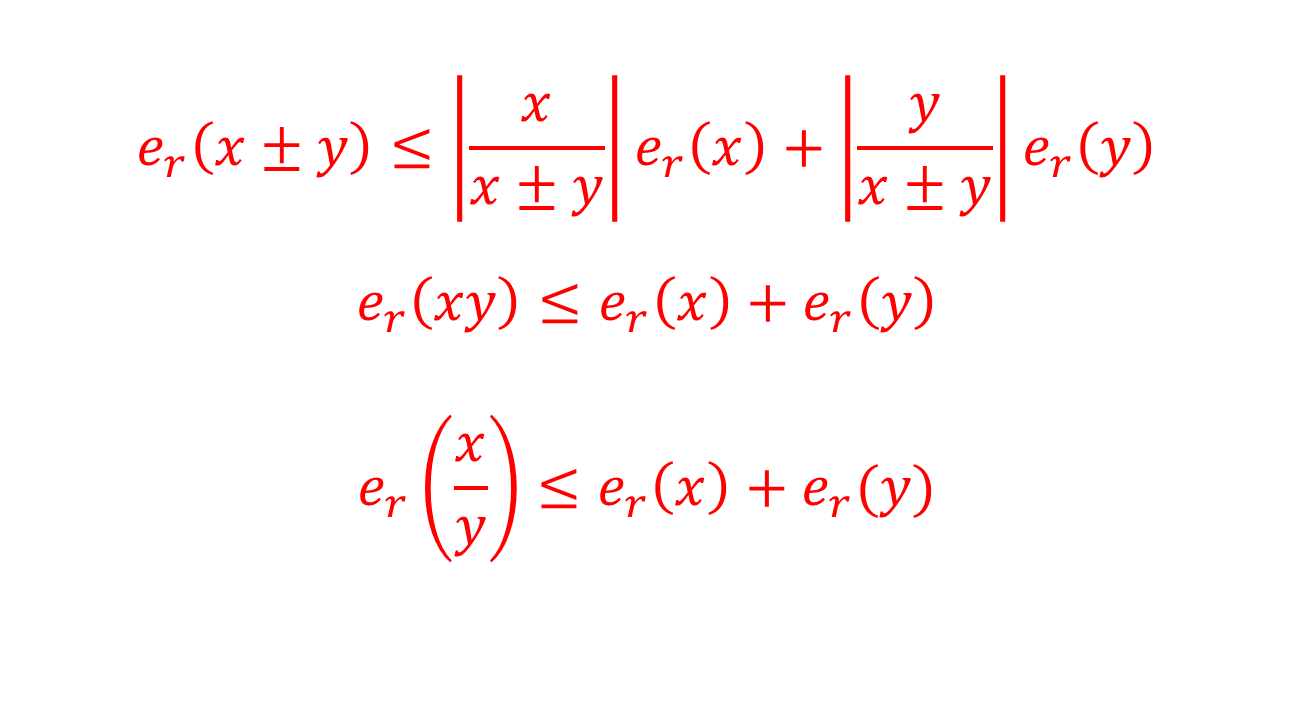 e_r(x ± y) ≤ |x/(x ± y)| e_r(x) + |y/(x ± y)| e_r(y)
e_r(xy) ≤ e_r(x) + e_r(y)
e_r(x/y) ≤ e_r(x) + e_r(y)